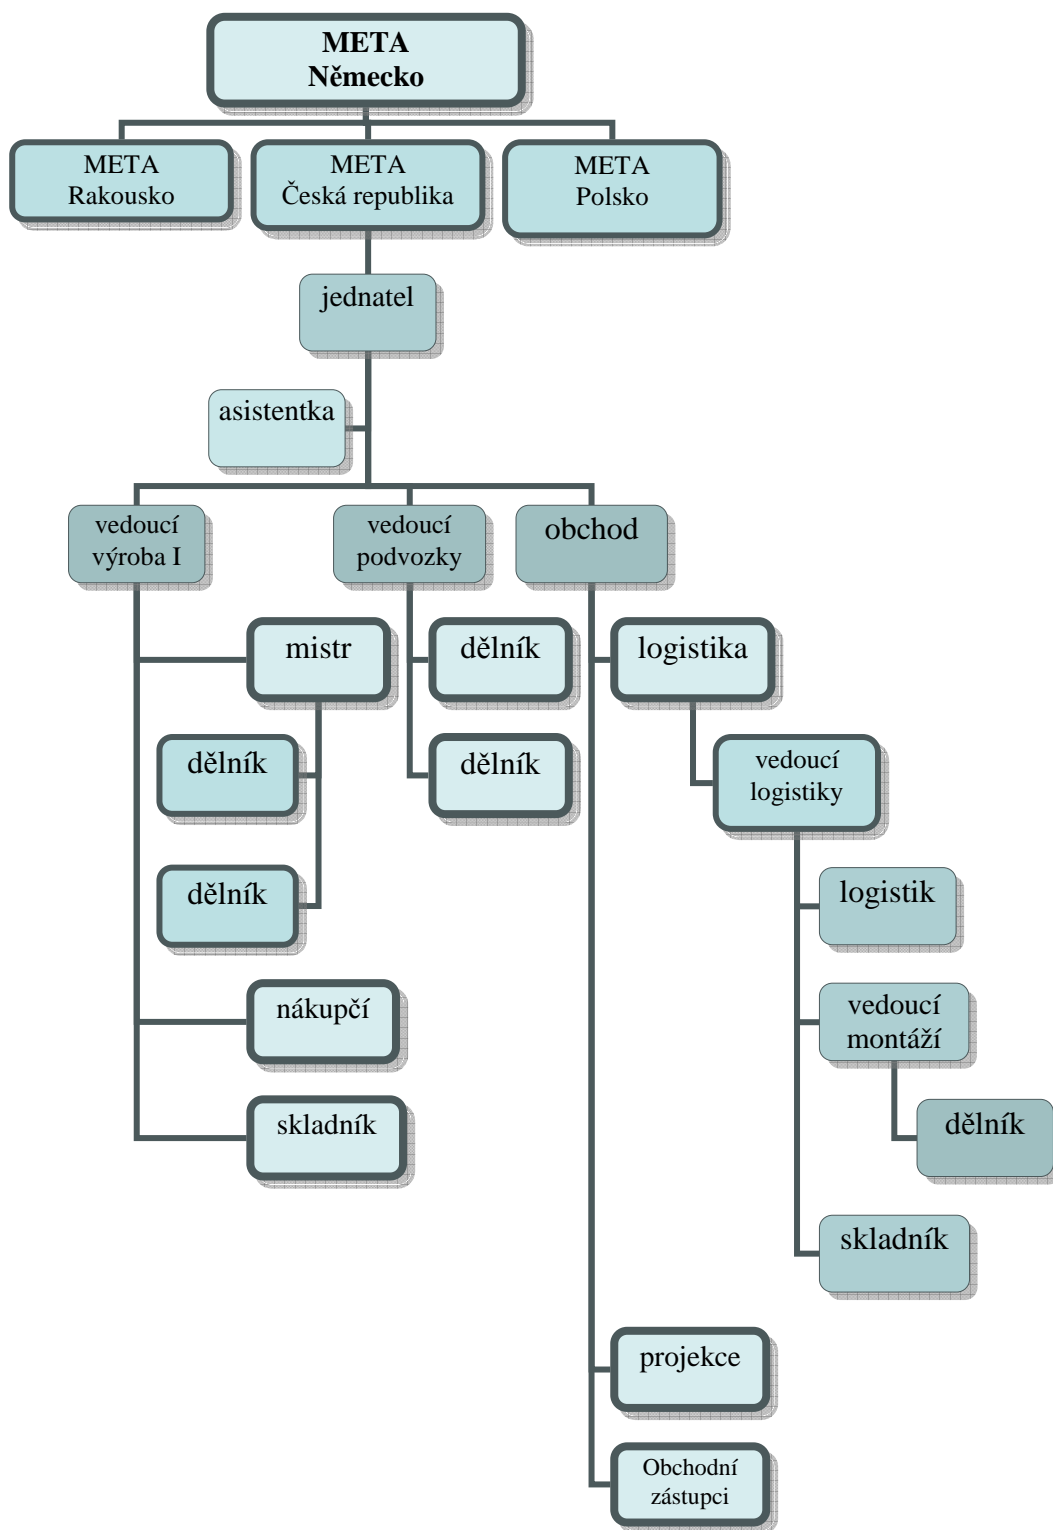 META
Německo
META
Rakousko
META
Česká republika
META
Polsko
jednatel
asistentka
vedoucí
výroba I
vedoucí
podvozky
obchod
mistr
dělník
logistika
dělník
dělník
vedoucí
logistiky
dělník
logistik
nákupčí
vedoucí
montáží
skladník
dělník
skladník
projekce
Obchodní
zástupci